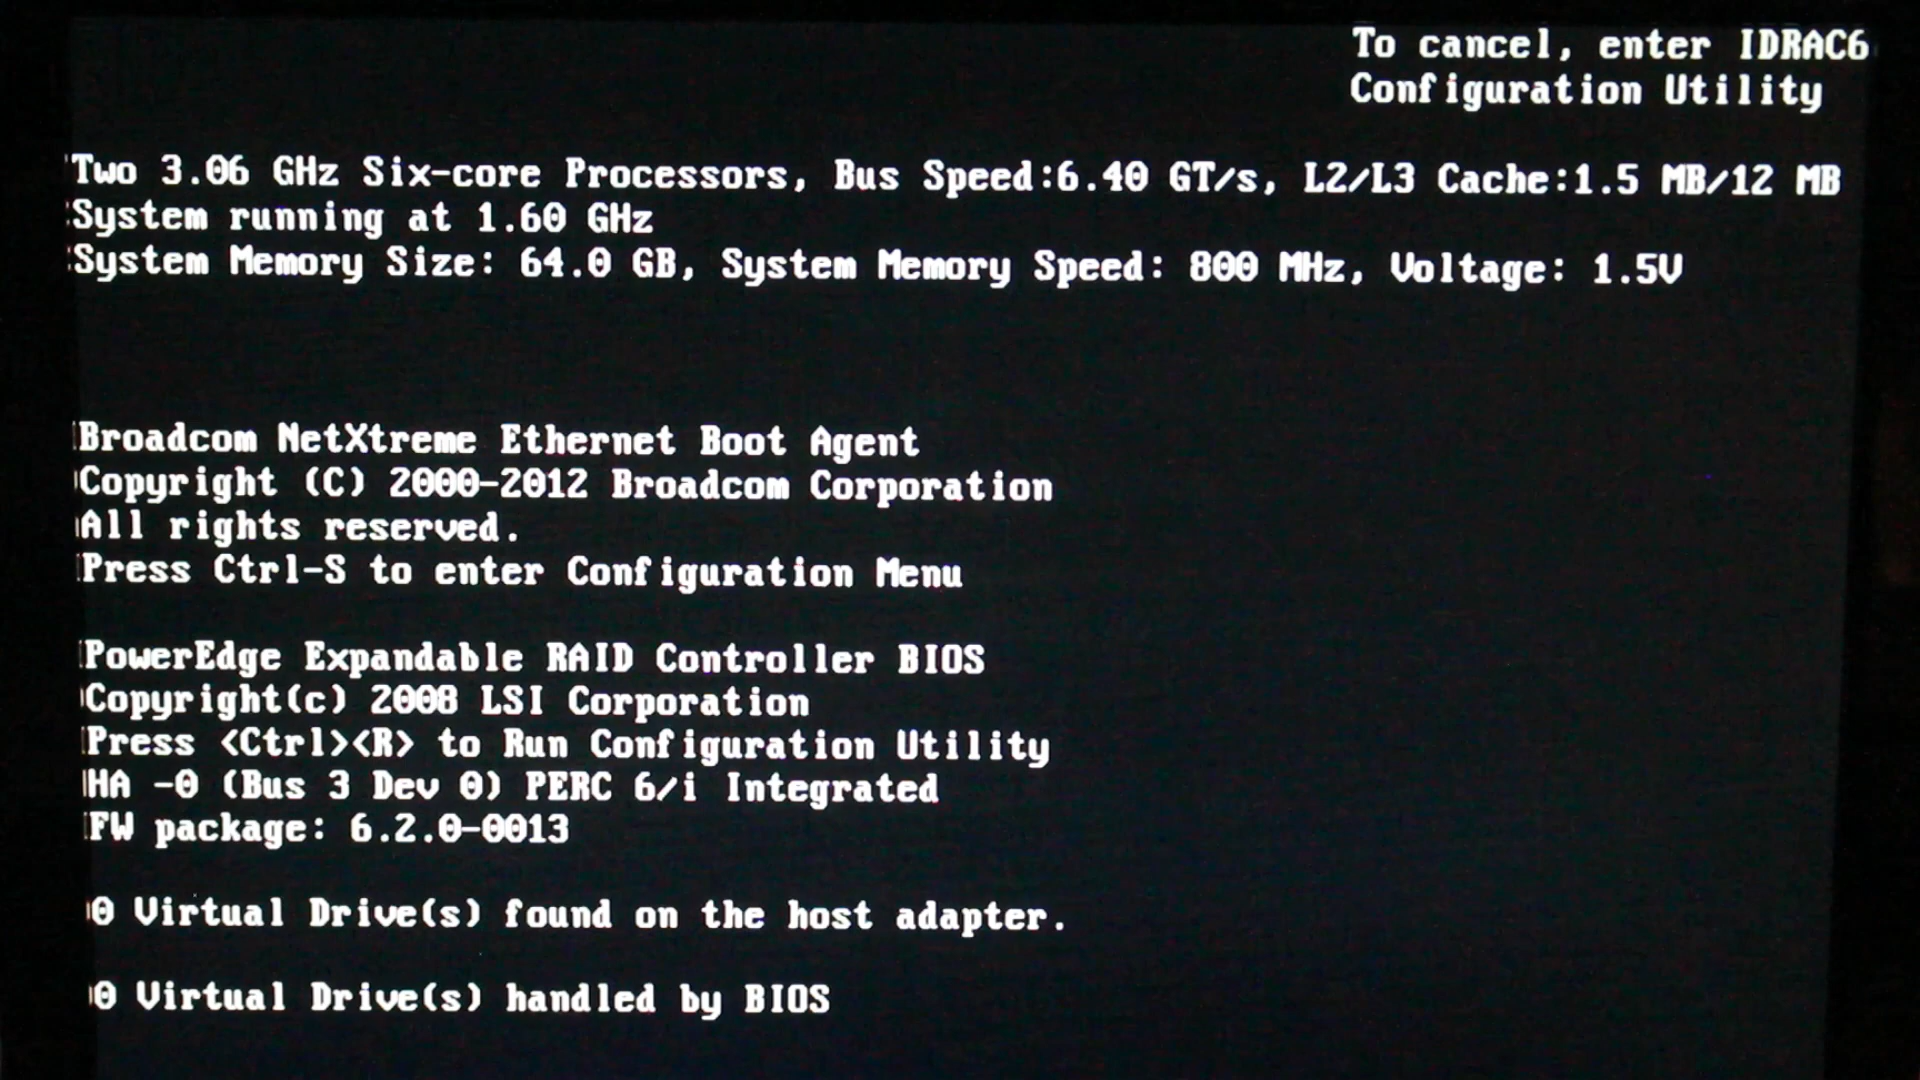 To cancel, enter IDRAC6
Configuration Utility
Two 3.06 GHz Six-core Processors, Bus Speed:6.40 GT/s, L2/L3 Cache:1.5 MB/12 MB
System running at 1.60 GHz
System Memory Size: 64.0 GB, System Memory Speed: 800 MHz, Voltage: 1.5V
Broadcom NetXtreme Ethernet Boot Agent
Copyright (C) 2000-2012 Broadcom Corporation
All rights reserved.
Press Ctrl-S to enter Configuration Menu
PowerEdge Expandable RAID Controller BIOS
Copyright(c) 2008 LSI Corporation
Press <Ctrl><R> to Run Configuration Utility
HA -0 (Bus 3 Dev 0) PERC 6/i Integrated
FW package: 6.2.0-0013
0 Virtual Drive(s) found on the host adapter.
0 Virtual Drive(s) handled by BIOS